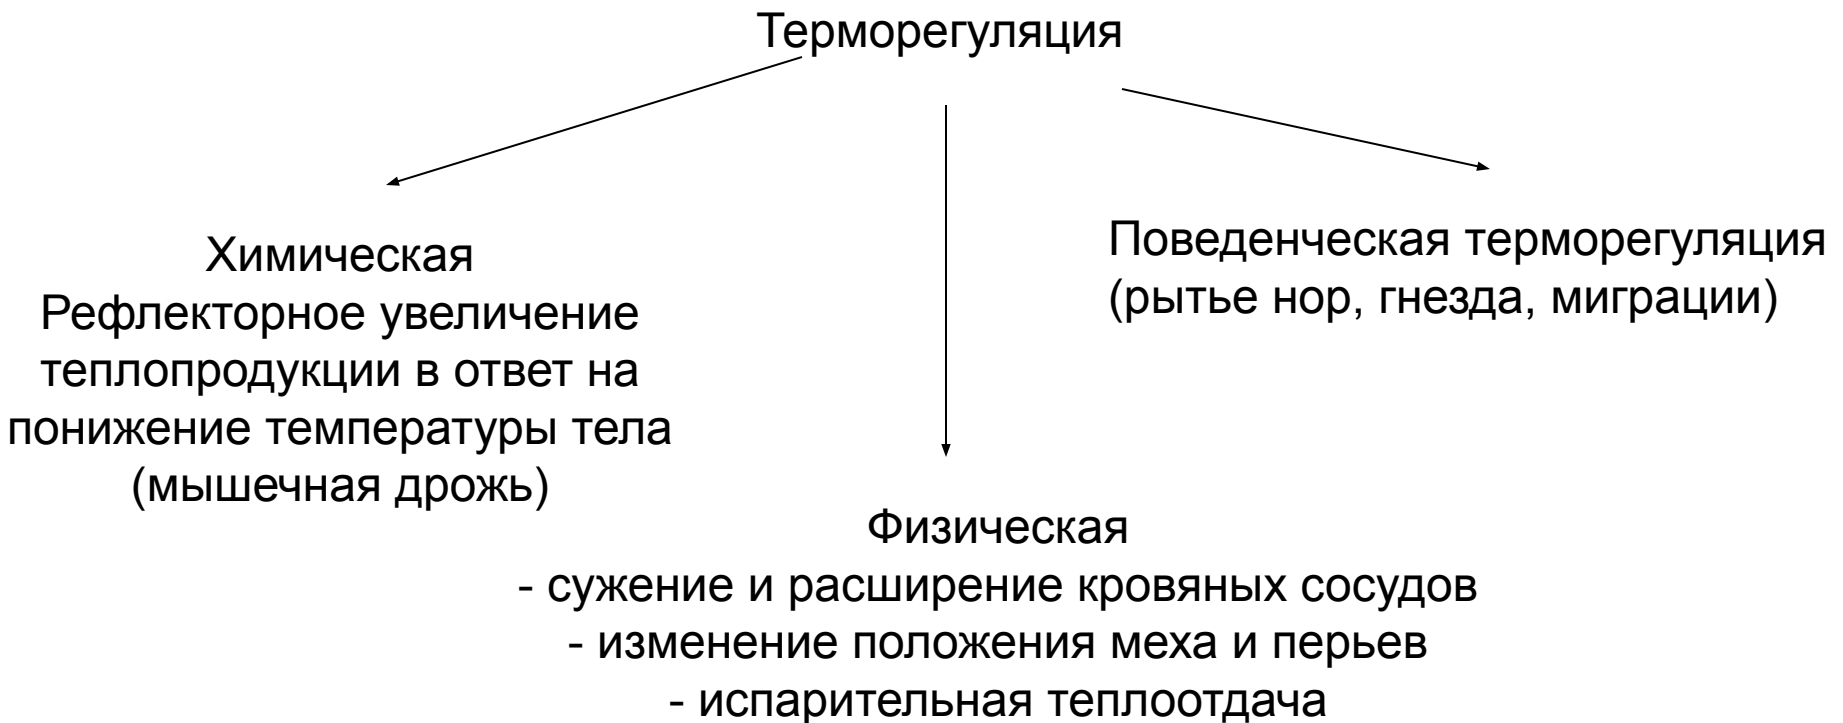 Терморегуляция
Химическая
Рефлекторное увеличение
теплопродукции в ответ на
понижение температуры тела
(мышечная дрожь)
Поведенческая терморегуляция
(рытье нор, гнезда, миграции)
Физическая
- сужение и расширение кровяных сосудов
- изменение положения меха и перьев
- испарительная теплоотдача